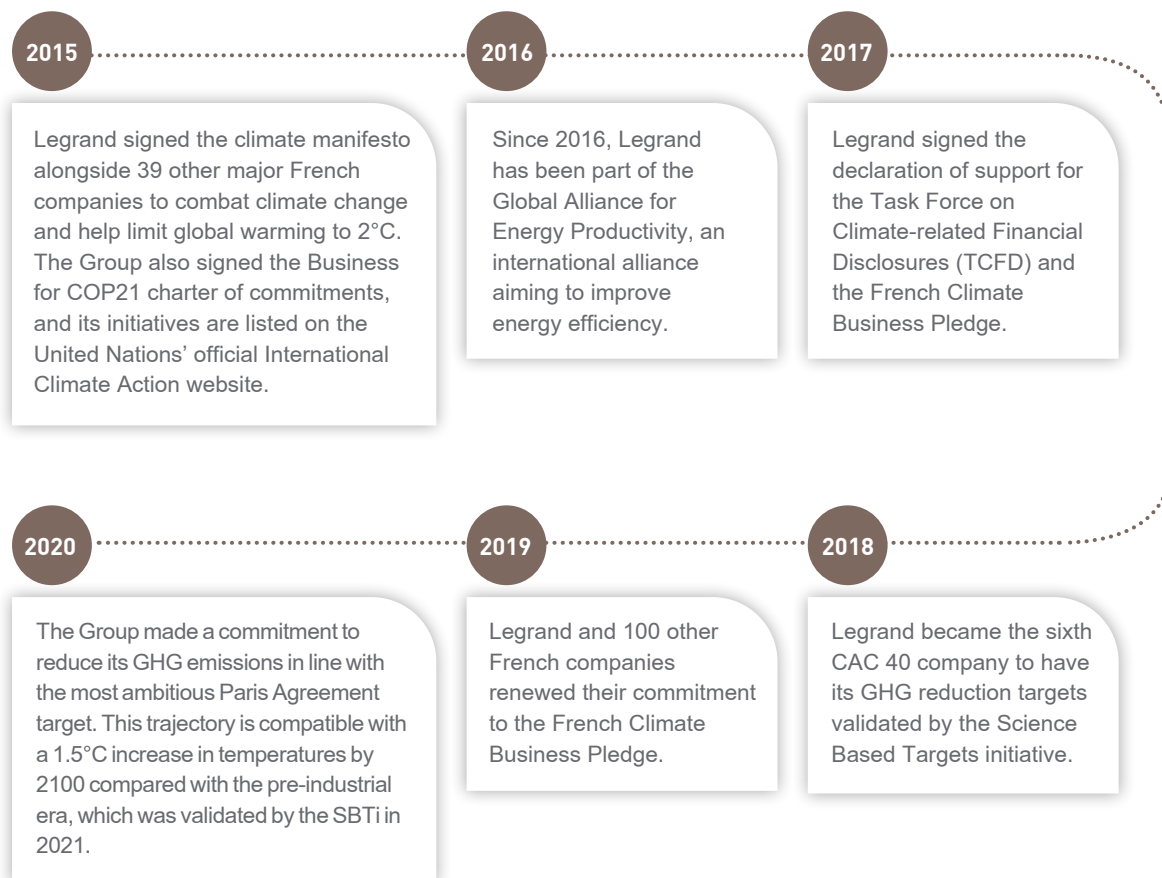 2015
Legrand signed the climate manifesto
alongside 39 other major French
companies to combat climate change
and help limit global warming to 2°C.
The Group also signed the Business
for COP21 charter of commitments,
and its initiatives are listed on the
United Nations’ official International
Climate Action website.
2016
Since 2016, Legrand
has been part of the
Global Alliance for
Energy Productivity, an
international alliance
aiming to improve
energy efficiency.
2017
Legrand signed the
declaration of support for
the Task Force on
Climate-related Financial
Disclosures (TCFD) and
the French Climate
Business Pledge.
2018
Legrand became the sixth
CAC 40 company to have
its GHG reduction targets
validated by the Science
Based Targets initiative.
2019
Legrand and 100 other
French companies
renewed their commitment
to the French Climate
Business Pledge.
2020
The Group made a commitment to
reduce its GHG emissions in line with
the most ambitious Paris Agreement
target. This trajectory is compatible with
a 1.5°C increase in temperatures by
2100 compared with the pre-industrial
era, which was validated by the SBTi in
2021.